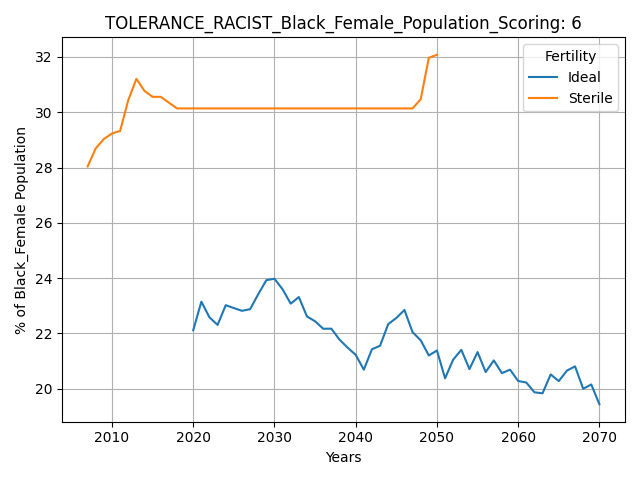 TOLERANCE_RACIST_Black_Female_Population_Scoring: 6
% of Black_Female Population
32
30
28
26
24
22
20
Fertility
Ideal
Sterile
2010 2020 2030 2040 2050 2060 2070
Years